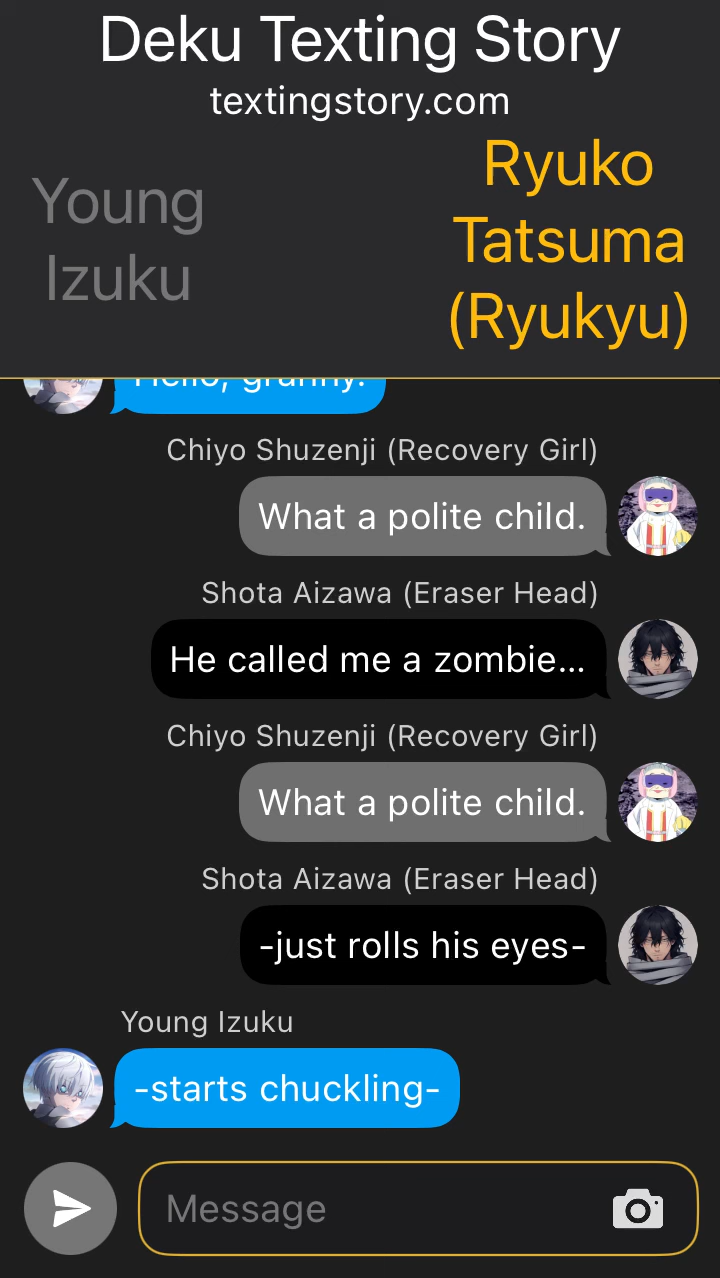 Deku Texting Story
textingstory.com
Young
Izuku
Ryuko
Tatsuma
(Ryukyu)
Hello, granny.
Chiyo Shuzenji (Recovery Girl)
What a polite child.
Shota Aizawa (Eraser Head)
He called me a zombie...
Chiyo Shuzenji (Recovery Girl)
What a polite child.
Shota Aizawa (Eraser Head)
-just rolls his eyes-
Young Izuku
-starts chuckling-
Message